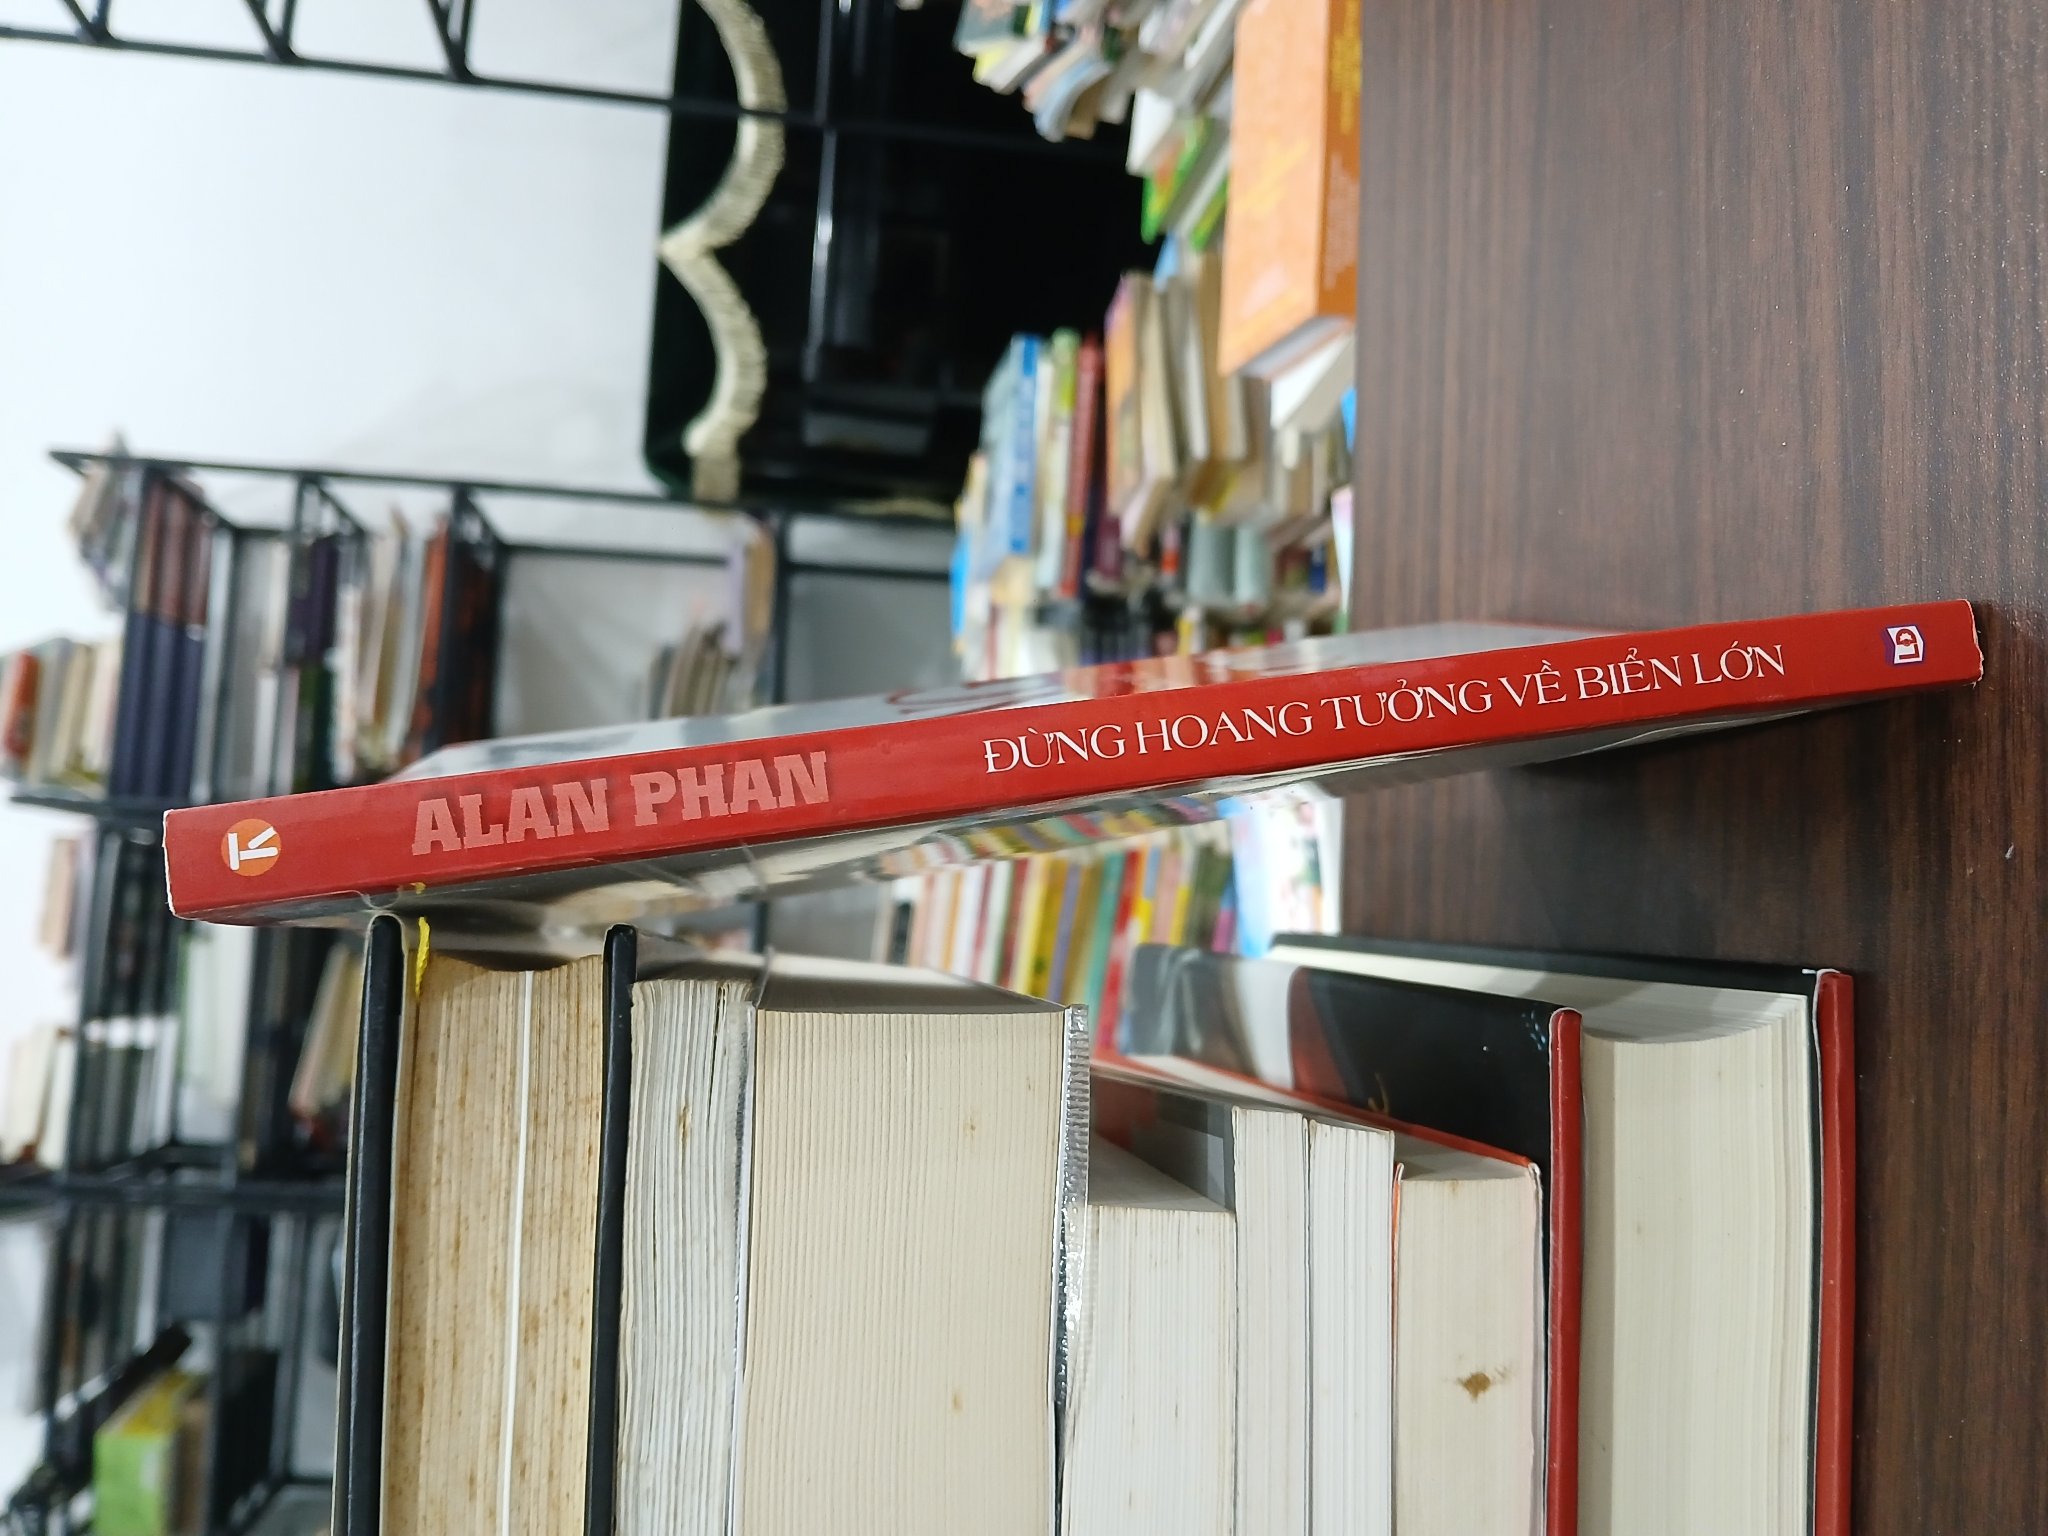 ALAN PHAN
ĐỪNG HOANG TƯỞNG VỀ BIỂN LỚN